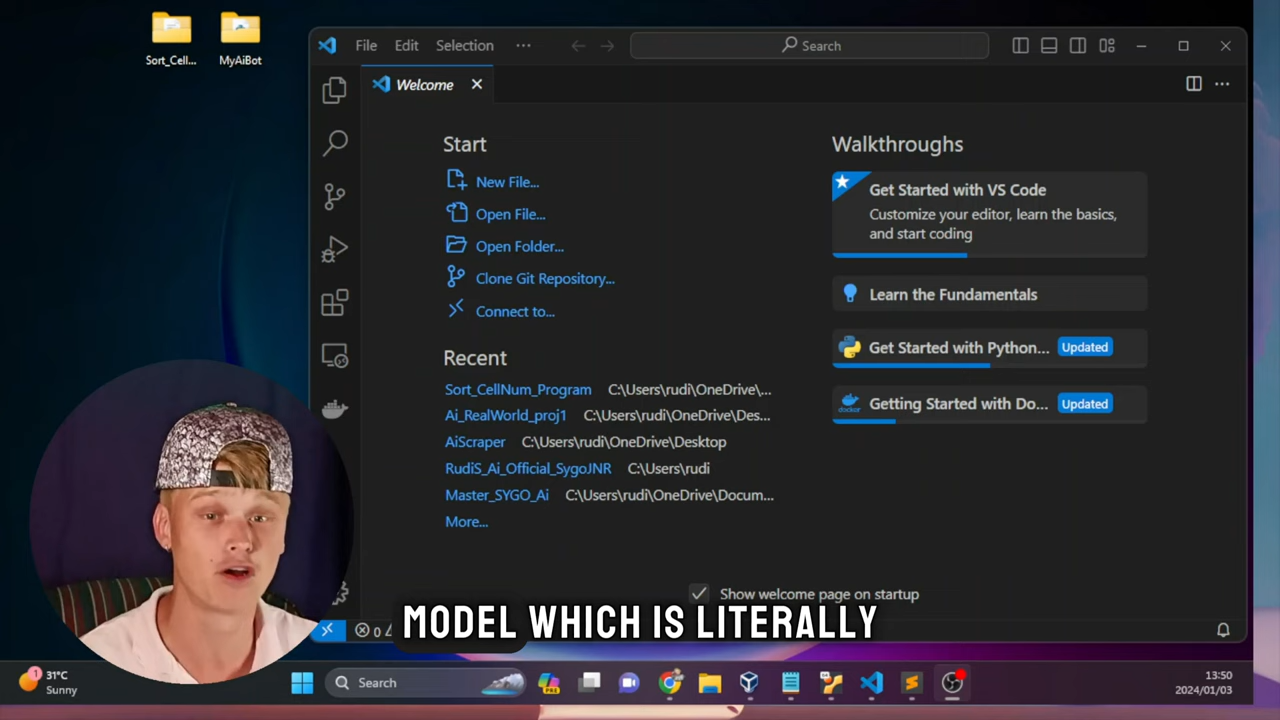 Sort_Cell...
MyAiBot
File
Edit
Selection
Search
Welcome
Start
New File...
Open File...
Open Folder...
Clone Git Repository...
Connect to...
Recent
Sort_CellNum_Program C:\Users\rudi\OneDrive\...
Ai_RealWorld_proj1 C:\Users\rudi\OneDrive\Des...
AiScraper C:\Users\rudi\OneDrive\Desktop
RudiS_Ai_Official_SygoJNR C:\Users\rudi
Master_SYGO_Ai C:\Users\rudi\OneDrive\Docum...
More...
Walkthroughs
Get Started with VS Code
Customize your editor, learn the basics,
and start coding
Learn the Fundamentals
Get Started with Python... Updated
docker
Getting Started with Do... Updated
Show welcome page on startup
0
MODEL WHICH IS LITERALLY
1
31°C
Sunny
Search
PRE
13:50
2024/01/03